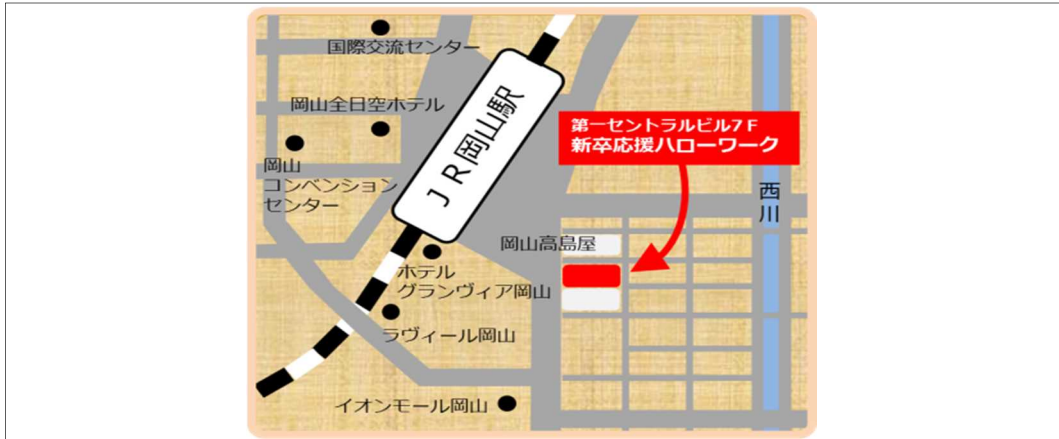 国際交流センター
岡山全日空ホテル
JR岡山駅
第一セントラルビル7F
新卒応援ハローワーク
岡山
コンベンション
センター
西川
岡山高島屋
ホテル
グランヴィア岡山
ラヴィール岡山
イオンモール岡山